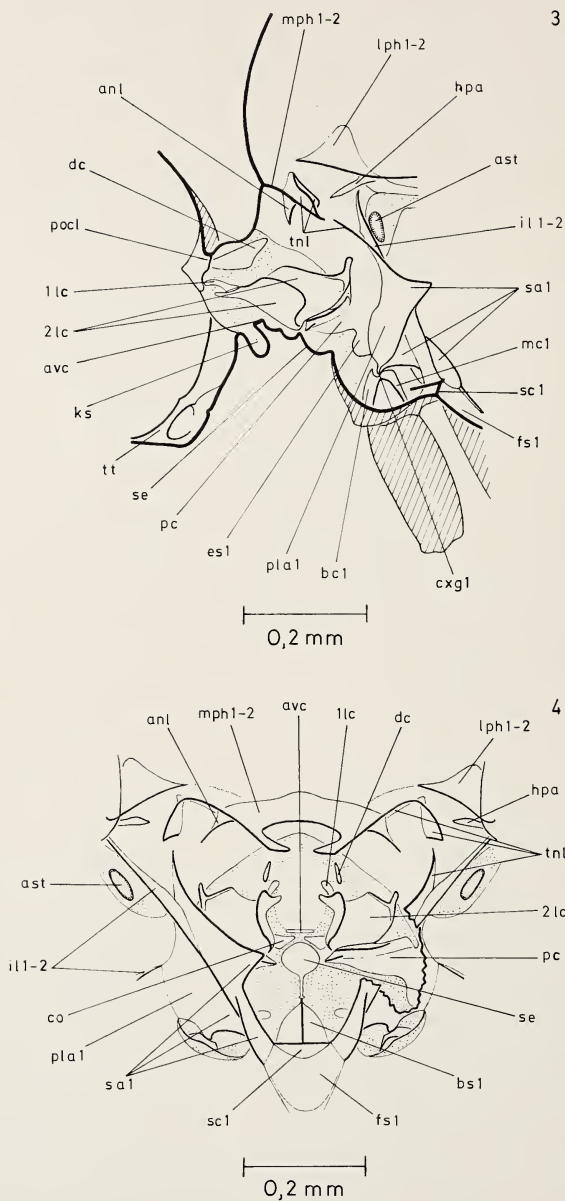 3
mph1-2
lph1-2
anl
hpa
dc
ast
pocl
tnl
il1-2
1lc
sa1
2lc
mc1
avc
sc1
ks
fs1
tt
se
pc
es1
pla1
bc1
cxg1
0,2 mm
4
avc
mph1-2
1lc
anl
dc
lph1-2
hpa
tnl
ast
2lc
il1-2
pc
co
se
pla1
sa1
bs1
sc1
fs1
0,2 mm